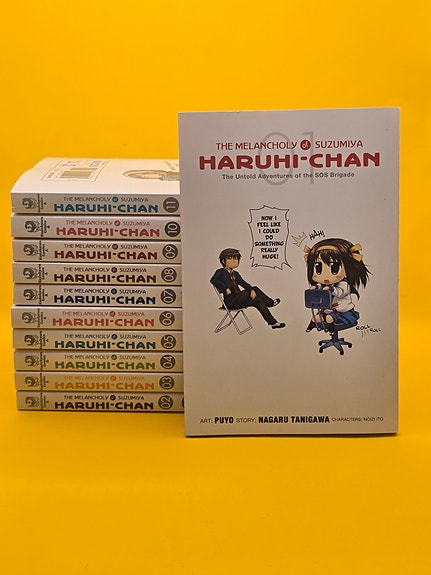 THE MELANCHOLY of SUZUMIYA
HARUHI-CHAN
11
THE MELANCHOLY of SUZUMIYA
HARUHI-CHAN
10
THE MELANCHOLY of SUZUMIYA
HARUHI-CHAN
09
THE MELANCHOLY of SUZUMIYA
HARUHI-CHAN
08
THE MELANCHOLY of SUZUMIYA
HARUHI-CHAN
07
THE MELANCHOLY of SUZUMIYA
HARUHI-CHAN
06
THE MELANCHOLY of SUZUMIYA
HARUHI-CHAN
05
THE MELANCHOLY of SUZUMIYA
HARUHI-CHAN
04
THE MELANCHOLY of SUZUMIYA
HARUHI-CHAN
03
THE MELANCHOLY of SUZUMIYA
HARUHI-CHAN
02
01
THE MELANCHOLY of SUZUMIYA
HARUHI-CHAN
The Untold Adventures of the SOS Brigade
NOW I
FEEL LIKE
I COULD
DO
SOMETHING
REALLY
HUGE!
HAH!
ROLL
ROLL
ART: PUYO STORY: NAGARU TANIGAWA CHARACTERS: NOIZI ITO